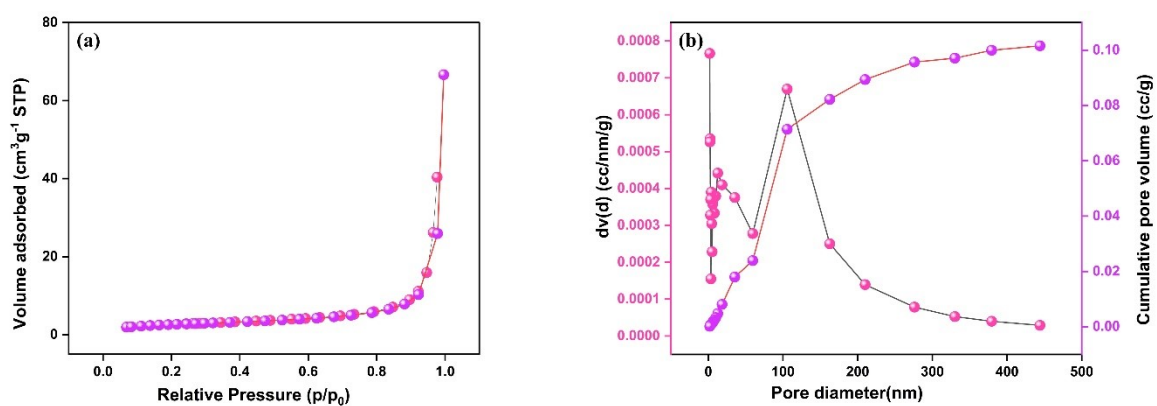 (a)
Volume adsorbed (cm³g⁻¹ STP)
80
60
40
20
0
0.0 0.2 0.4 0.6 0.8 1.0
Relative Pressure (p/p₀)
(b)
dv(d) (cc/nm/g)
0.0008
0.0007
0.0006
0.0005
0.0004
0.0003
0.0002
0.0001
0.0000
0 100 200 300 400 500
Pore diameter(nm)
0.10
0.08
0.06
0.04
0.02
0.00
Cumulative pore volume (cc/g)